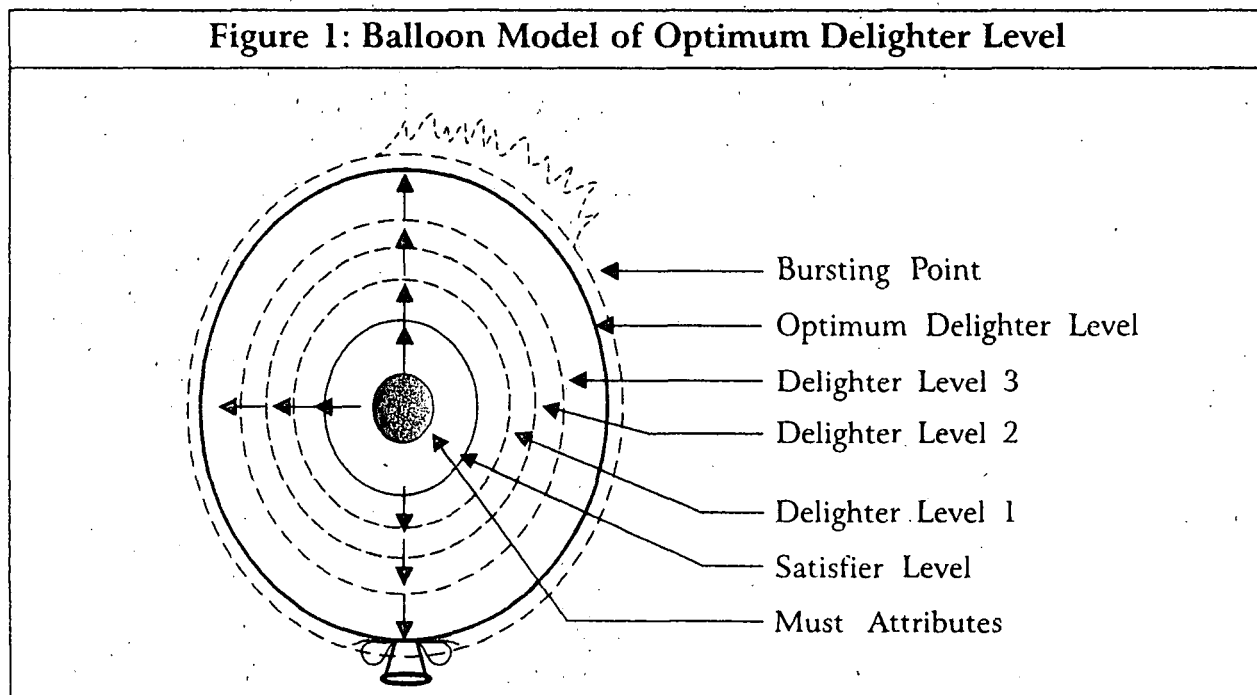 Figure 1: Balloon Model of Optimum Delighter Level
Bursting Point
Optimum Delighter Level
Delighter Level 3
Delighter Level 2
Delighter Level 1
Satisfier Level
Must Attributes